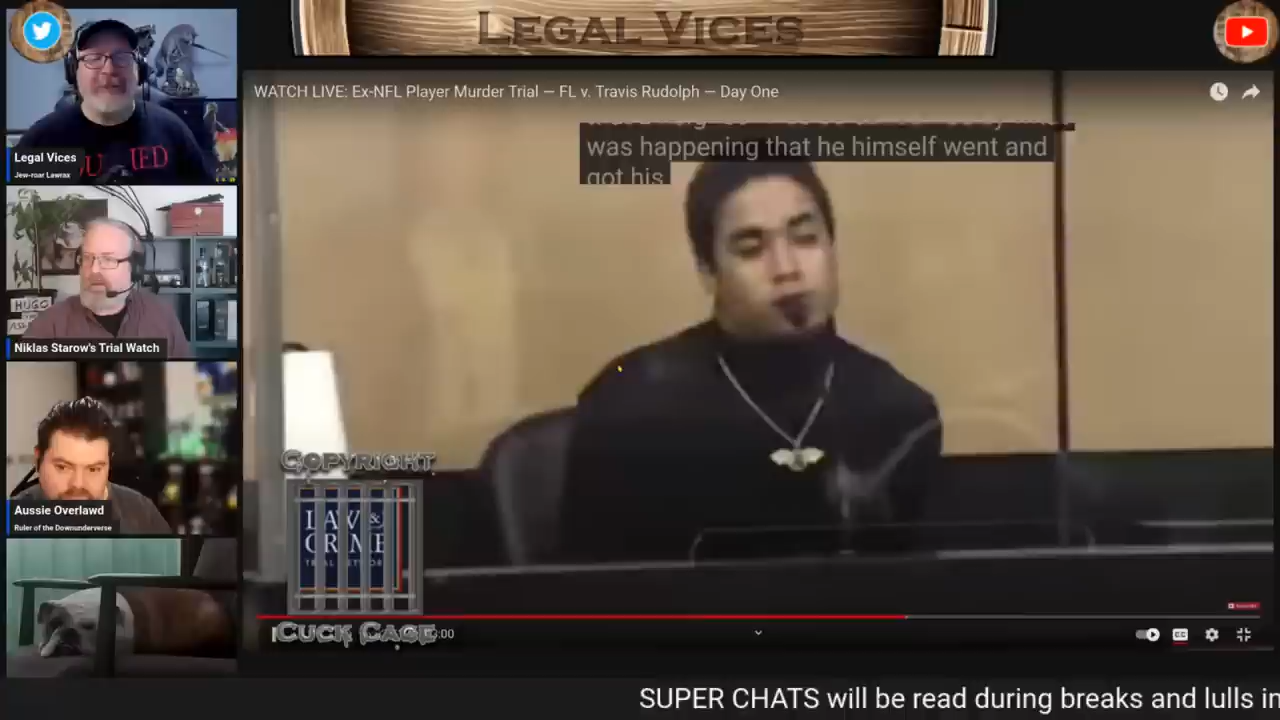 LEGAL VICES
WATCH LIVE: Ex-NFL Player Murder Trial — FL v. Travis Rudolph — Day One
was happening that he himself went and
got his
Legal Vices
Jew-roar Lawrax
Niklas Starow's Trial Watch
HUGO
Aussie Overlawd
Ruler of the Downunderverse
COPYRIGHT
LAW &
CRIME
CUCK CAGE
:00
CC
SUPER CHATS will be read during breaks and lulls in